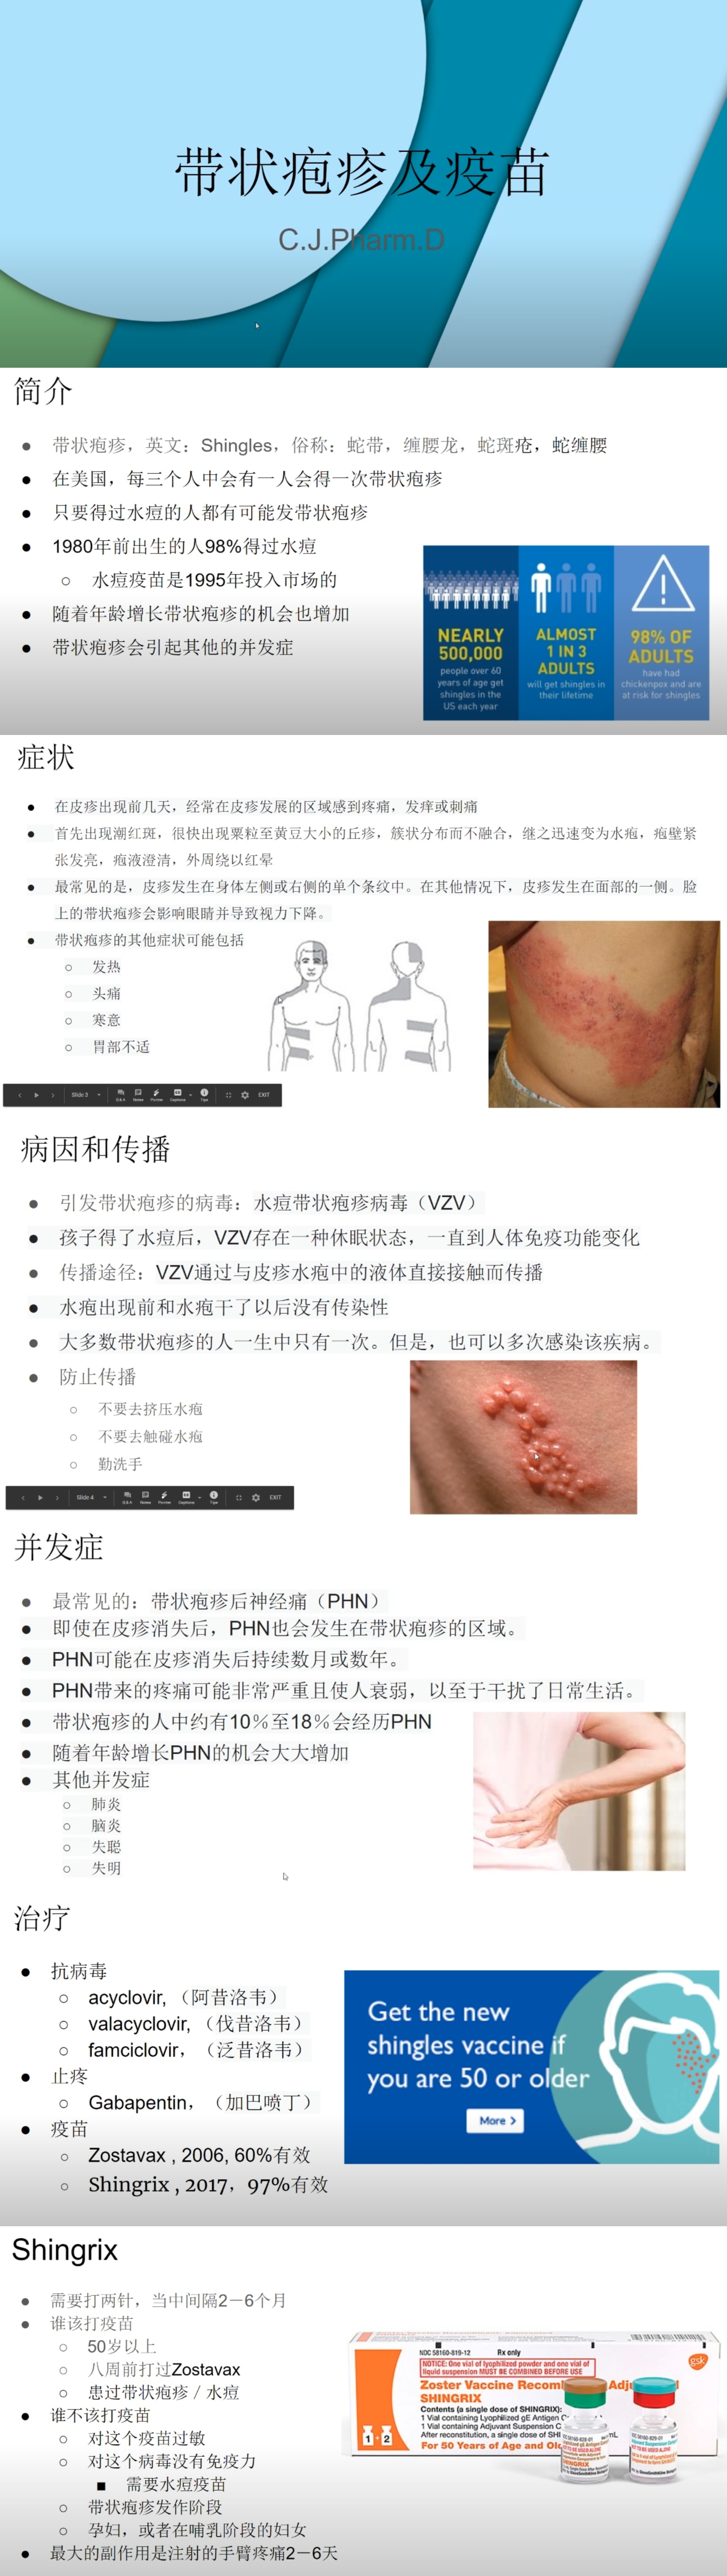 带状疱疹及疫苗
C.J.Pharm.D
简介
● 带状疱疹，英文：Shingles，俗称：蛇带，缠腰龙，蛇斑疮，蛇缠腰
● 在美国，每三个人中会有一人会得一次带状疱疹
● 只要得过水痘的人都有可能发带状疱疹
● 1980年前出生的人98%得过水痘
○ 水痘疫苗是1995年投入市场的
● 随着年龄增长带状疱疹的机会也增加
● 带状疱疹会引起其他的并发症
NEARLY
500,000
people over 60
years of age get
shingles in the
US each year
ALMOST
1 IN 3
ADULTS
will get shingles in
their lifetime
98% OF
ADULTS
have had
chickenpox and are
at risk for shingles
症状
● 在皮疹出现前几天，经常在皮疹发展的区域感到疼痛，发痒或刺痛
● 首先出现潮红斑，很快出现粟粒至黄豆大小的丘疹，簇状分布而不融合，继之迅速变为水疱，疱壁紧
张发亮，疱液澄清，外周绕以红晕
● 最常见的是，皮疹发生在身体左侧或右侧的单个条纹中。在其他情况下，皮疹发生在面部的一侧。脸
上的带状疱疹会影响眼睛并导致视力下降。
● 带状疱疹的其他症状可能包括
○ 发热
○ 头痛
○ 寒意
○ 胃部不适
Slide 3 Q&A Notes Pointer Captions Tips EXIT
病因和传播
● 引发带状疱疹的病毒：水痘带状疱疹病毒（VZV）
● 孩子得了水痘后，VZV存在一种休眠状态，一直到人体免疫功能变化
● 传播途径：VZV通过与皮疹水疱中的液体直接接触而传播
● 水疱出现前和水疱干了以后没有传染性
● 大多数带状疱疹的人一生中只有一次。但是，也可以多次感染该疾病。
● 防止传播
○ 不要去挤压水疱
○ 不要去触碰水疱
○ 勤洗手
Slide 4 Q&A Notes Pointer Captions Tips EXIT
并发症
● 最常见的：带状疱疹后神经痛（PHN）
● 即使在皮疹消失后，PHN也会发生在带状疱疹的区域。
● PHN可能在皮疹消失后持续数月或数年。
● PHN带来的疼痛可能非常严重且使人衰弱，以至于干扰了日常生活。
● 带状疱疹的人中约有10％至18％会经历PHN
● 随着年龄增长PHN的机会大大增加
● 其他并发症
○ 肺炎
○ 脑炎
○ 失聪
○ 失明
治疗
● 抗病毒
○ acyclovir, （阿昔洛韦）
○ valacyclovir, （伐昔洛韦）
○ famciclovir, （泛昔洛韦）
● 止疼
○ Gabapentin，（加巴喷丁）
● 疫苗
○ Zostavax , 2006, 60%有效
○ Shingrix , 2017，97%有效
Get the new
shingles vaccine if
you are 50 or older
More >
Shingrix
● 需要打两针，当中间隔2－6个月
● 谁该打疫苗
○ 50岁以上
○ 八周前打过Zostavax
○ 患过带状疱疹／水痘
● 谁不该打疫苗
○ 对这个疫苗过敏
○ 对这个病毒没有免疫力
■ 需要水痘疫苗
○ 带状疱疹发作阶段
○ 孕妇，或者在哺乳阶段的妇女
● 最大的副作用是注射的手臂疼痛2－6天
NDC 58160-819-12 Rx only
NOTICE: One vial of lyophilized powder and one vial of
liquid suspension MUST BE COMBINED BEFORE USE
Zoster Vaccine Recom Adj
SHINGRIX
Contents (a single dose of SHINGRIX):
1 Vial containing Lyophilized gE Antigen C
1 Vial containing Adjuvant Suspension C
After reconstitution, a single dose of SHI mL
For 50 Years of Age and Ol
gsk
1 2